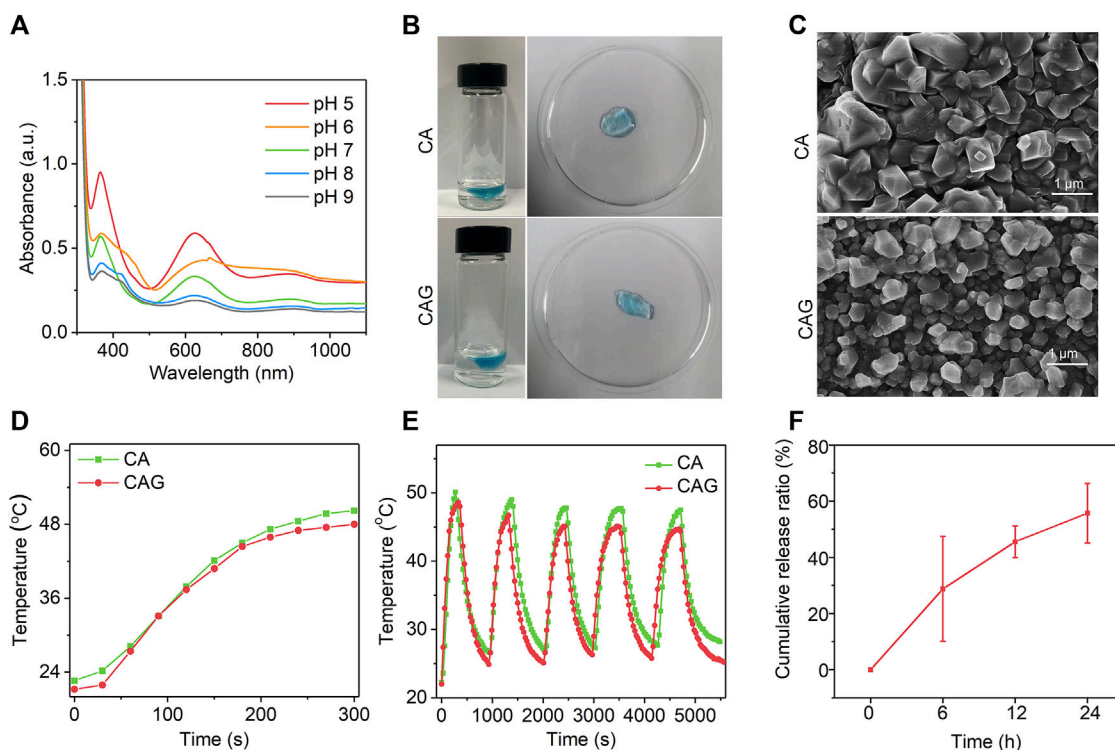 A
1.5
1.0
0.5
0.0
Absorbance (a.u.)
pH 5
pH 6
pH 7
pH 8
pH 9
400
600
800
1000
Wavelength (nm)
B
CA
CAG
C
CA
1 µm
CAG
1 µm
D
60
48
36
24
Temperature (°C)
CA
CAG
0
100
200
300
Time (s)
E
50
40
30
20
Temperature (°C)
CA
CAG
0
1000
2000
3000
4000
5000
Time (s)
F
80
60
40
20
0
Cumulative release ratio (%)
0
6
12
24
Time (h)